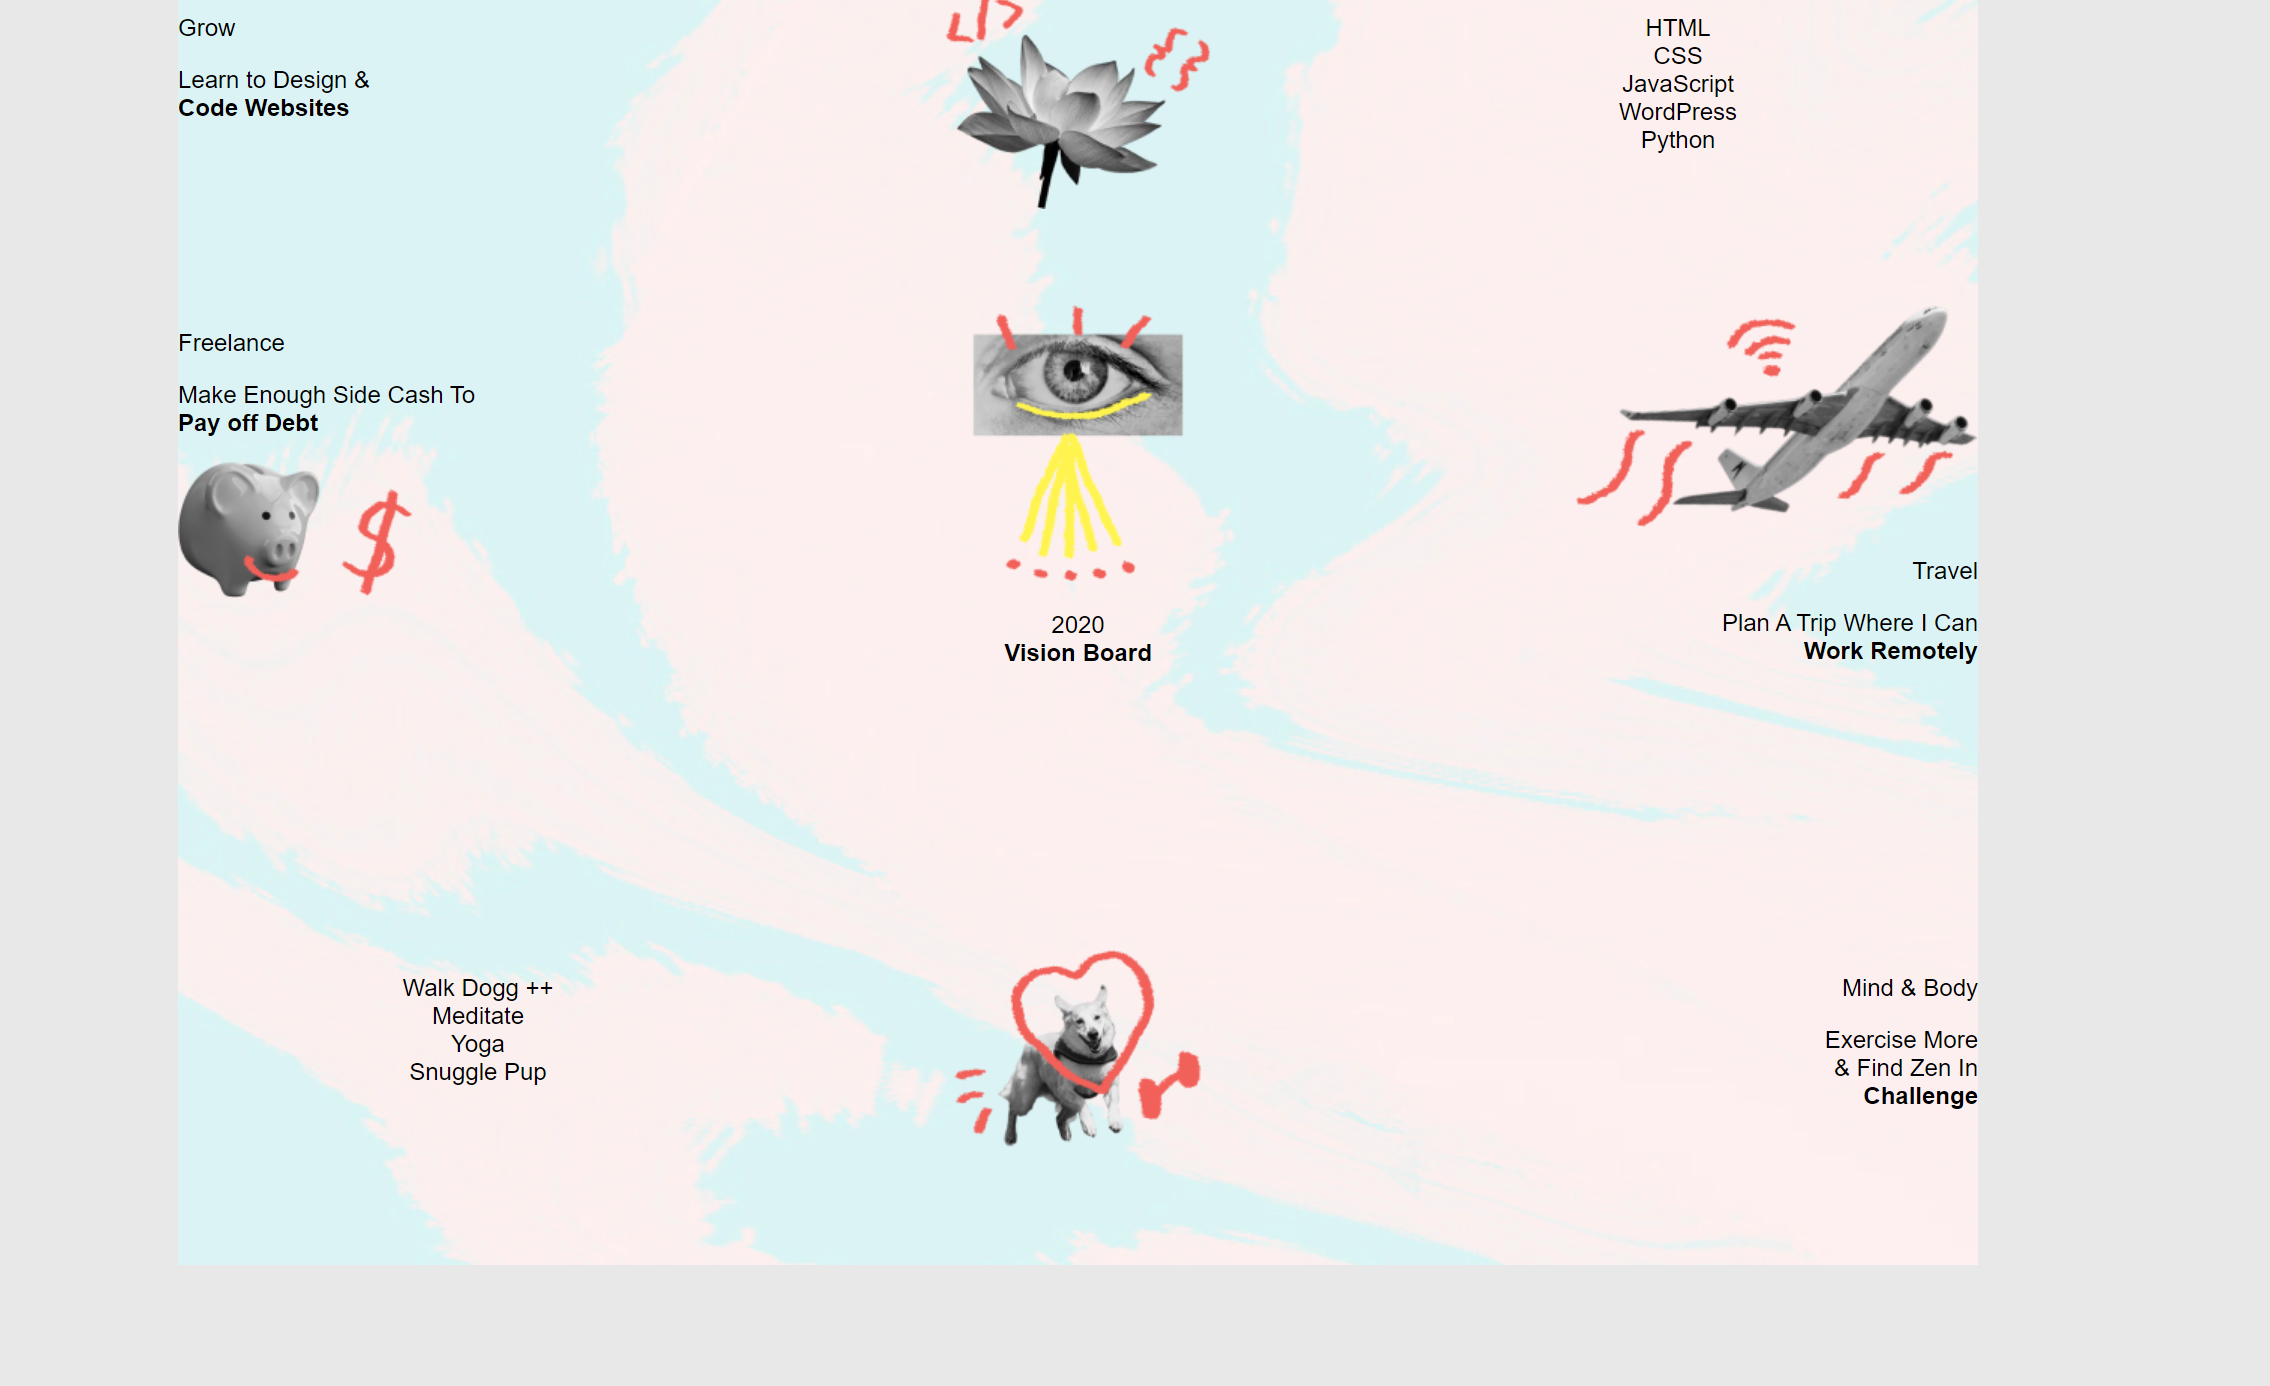 Grow
Learn to Design &
Code Websites
</>
{ }
HTML
CSS
JavaScript
WordPress
Python
Freelance
Make Enough Side Cash To
Pay off Debt
$
2020
Vision Board
Travel
Plan A Trip Where I Can
Work Remotely
Walk Dogg ++
Meditate
Yoga
Snuggle Pup
Mind & Body
Exercise More
& Find Zen In
Challenge